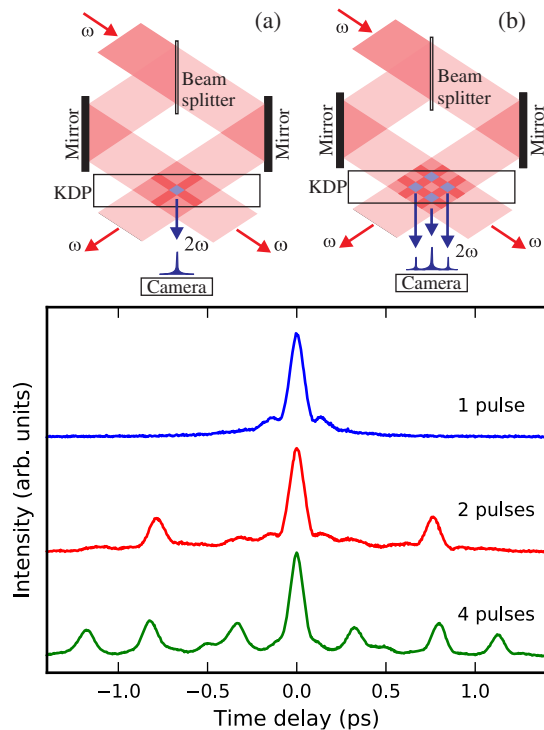 (a)
ω
Beam
splitter
Mirror
Mirror
KDP
ω
2ω
ω
Camera
(b)
ω
Beam
splitter
Mirror
Mirror
KDP
ω
2ω
ω
Camera
Intensity (arb. units)
1 pulse
2 pulses
4 pulses
−1.0
−0.5
0.0
0.5
1.0
Time delay (ps)